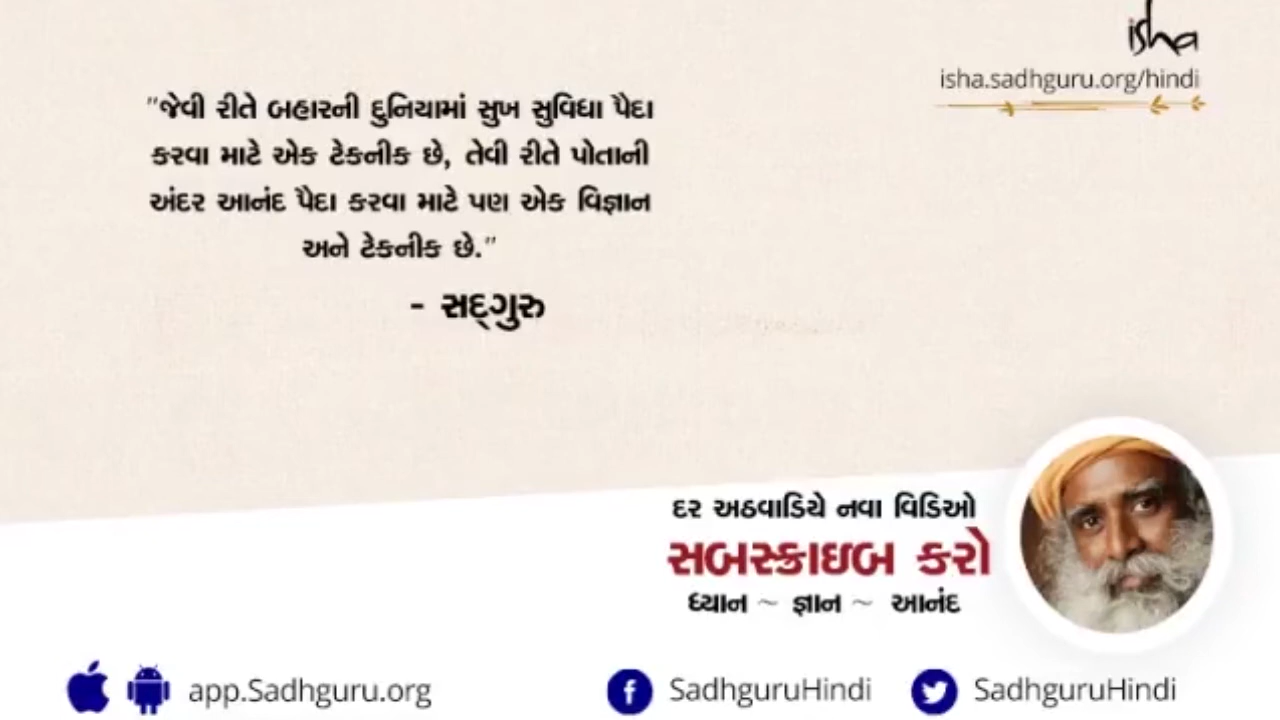 isha
isha.sadhguru.org/hindi
"જેવી રીતે બહારની દુનિયામાં સુખ સુવિધા પૈદા
કરવા માટે એક ટેકનીક છે, તેવી રીતે પોતાની
અંદર આનંદ પૈદા કરવા માટે પણ એક વિજ્ઞાન
અને ટેકનીક છે."
- સદ્‌ગુરુ
દર અઠવાડિયે નવા વિડિઓ
સબસ્ક્રાઇબ કરો
ધ્યાન ~ જ્ઞાન ~ આનંદ
app.Sadhguru.org
SadhguruHindi
SadhguruHindi